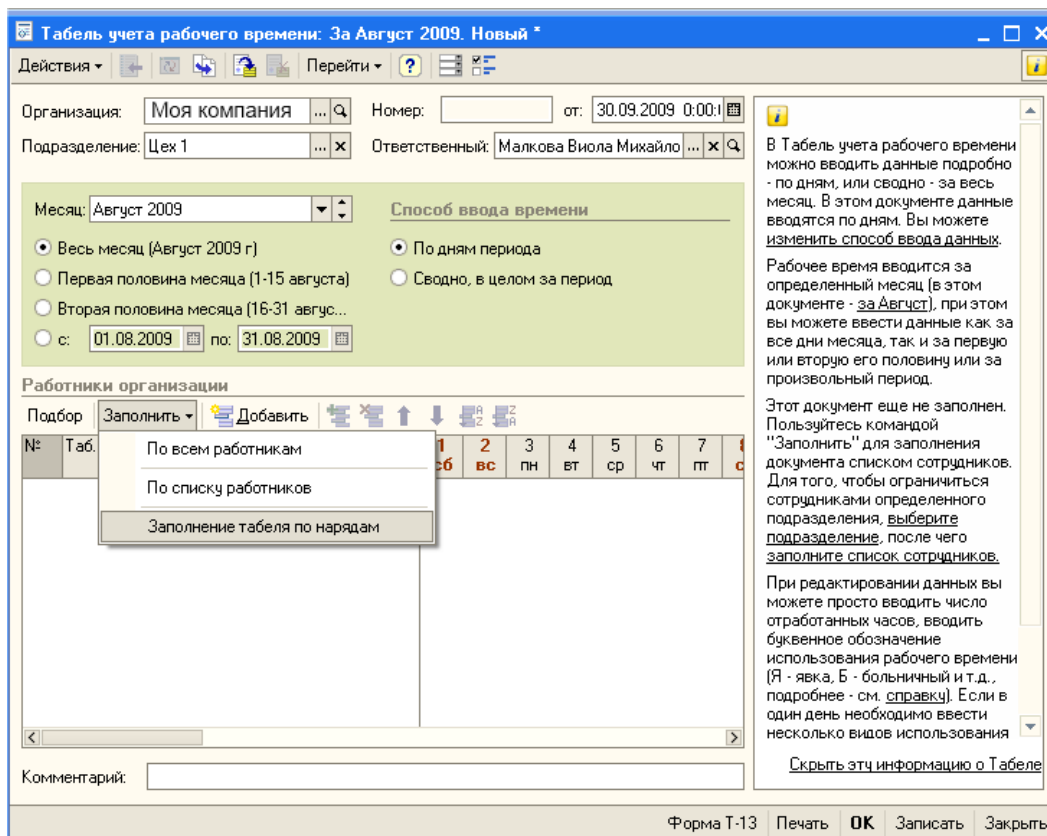 Табель учета рабочего времени: За Август 2009. Новый *
Действия Перейти
Организация: Моя компания ... Номер: от: 30.09.2009 0:00:
Подразделение: Цех 1 ... Ответственный: Малкова Виола Михайло ...
Месяц: Август 2009 Способ ввода времени
Весь месяц (Август 2009 г) По дням периода
Первая половина месяца (1-15 августа) Сводно, в целом за период
Вторая половина месяца (16-31 авгус...
с: 01.08.2009 по: 31.08.2009
Работники организации
Подбор Заполнить Добавить
№ Таб. 1 2 3 4 5 6 7 8
сб вс пн вт ср чт пт с
По всем работникам
По списку работников
Заполнение табеля по нарядам
Комментарий:
В Табель учета рабочего времени
можно вводить данные подробно
- по дням, или сводно - за весь
месяц. В этом документе данные
вводятся по дням. Вы можете
изменить способ ввода данных.
Рабочее время вводится за
определенный месяц (в этом
документе - за Август), при этом
вы можете ввести данные как за
все дни месяца, так и за первую
или вторую его половину или за
произвольный период.
Этот документ еще не заполнен.
Пользуйтесь командой
"Заполнить" для заполнения
документа списком сотрудников.
Для того, чтобы ограничиться
сотрудниками определенного
подразделения, выберите
подразделение, после чего
заполните список сотрудников.
При редактировании данных вы
можете просто вводить число
отработанных часов, вводить
буквенное обозначение
использования рабочего времени
(Я - явка, Б - больничный и т.д.,
подробнее - см. справку). Если в
один день необходимо ввести
несколько видов использования
Скрыть эту информацию о Табеле
Форма Т-13 Печать ОК Записать Закрыть